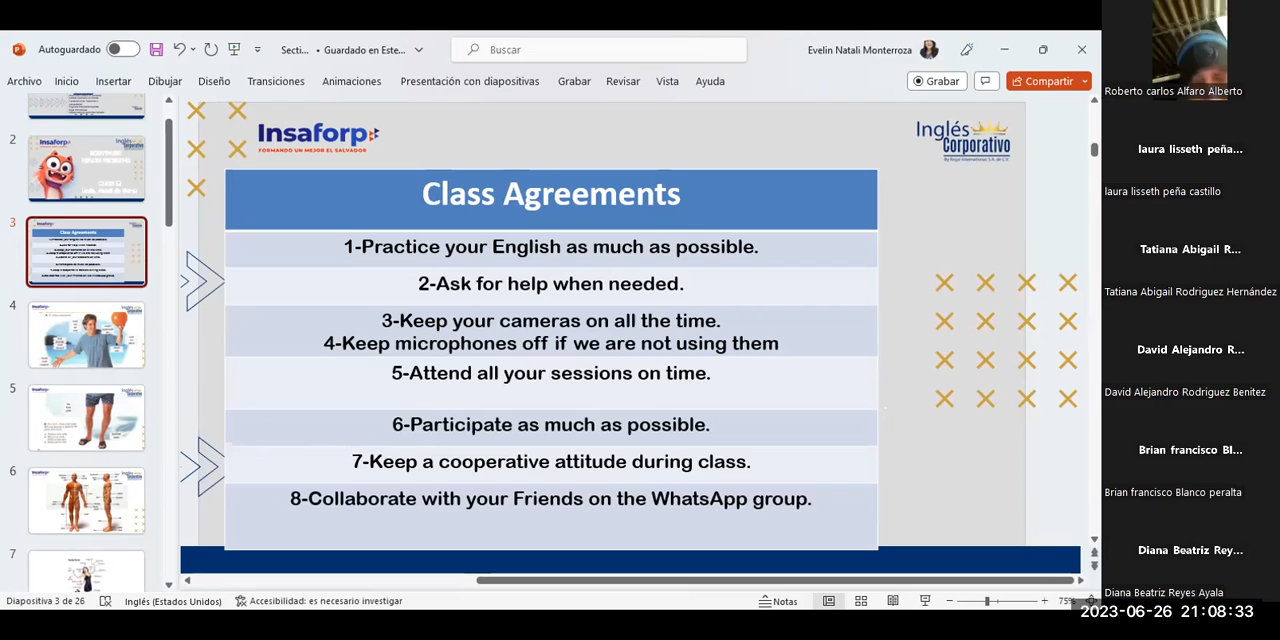 Autoguardado
Secti... • Guardado en Este...
Buscar
Evelin Natali Monterroza
Archivo Inicio Insertar Dibujar Diseño Transiciones Animaciones Presentación con diapositivas Grabar Revisar Vista Ayuda
Grabar
Compartir
2
3
4
5
6
7
Insaforp
FORMANDO UN MEJOR EL SALVADOR
Inglés
Corporativo
Class Agreements
1-Practice your English as much as possible.
2-Ask for help when needed.
3-Keep your cameras on all the time.
4-Keep microphones off if we are not using them
5-Attend all your sessions on time.
6-Participate as much as possible.
7-Keep a cooperative attitude during class.
8-Collaborate with your Friends on the WhatsApp group.
Diapositiva 3 de 26
Inglés (Estados Unidos)
Accesibilidad: es necesario investigar
Notas
75%
Roberto carlos Alfaro Alberto
laura lisseth peña...
laura lisseth peña castillo
Tatiana Abigail R...
Tatiana Abigail Rodriguez Hernández
David Alejandro R...
David Alejandro Rodriguez Benitez
Brian francisco Bl...
Brian francisco Blanco peralta
Diana Beatriz Rey...
Diana Beatriz Reyes Ayala
2023-06-26 21:08:33